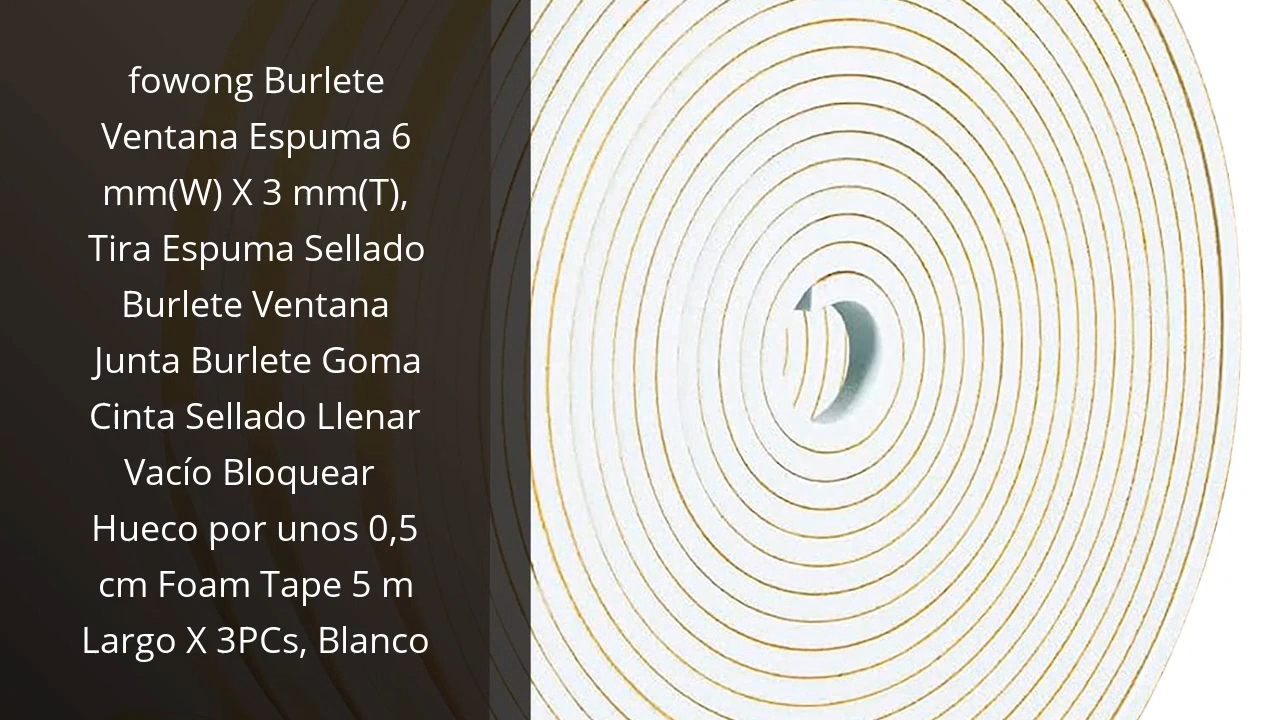 fowong Burlete
Ventana Espuma 6
mm(W) X 3 mm(T),
Tira Espuma Sellado
Burlete Ventana
Junta Burlete Goma
Cinta Sellado Llenar
Vacío Bloquear
Hueco por unos 0,5
cm Foam Tape 5 m
Largo X 3PCs, Blanco